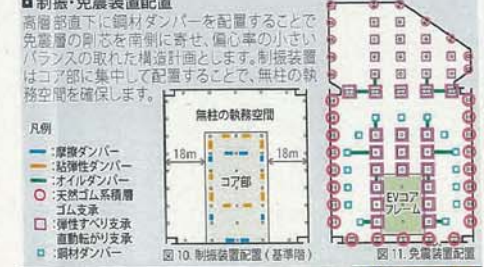 ■制振・免震装置配置
高層部直下に鋼材ダンパーを配置することで
免震層の剛芯を南側に寄せ、偏心率の小さい
バランスの取れた構造計画とします。制振装置
はコア部に集中して配置することで、無柱の執
務空間を確保します。
凡例
:摩擦ダンパー
:粘弾性ダンパー
:オイルダンパー
:天然ゴム系積層
ゴム支承
:弾性すべり支承
直動転がり支承
:鋼材ダンパー
無柱の執務空間
18m
18m
コア部
図10. 制振装置配置(基準階)
EVコア
フレーム
図11. 免震装置配置